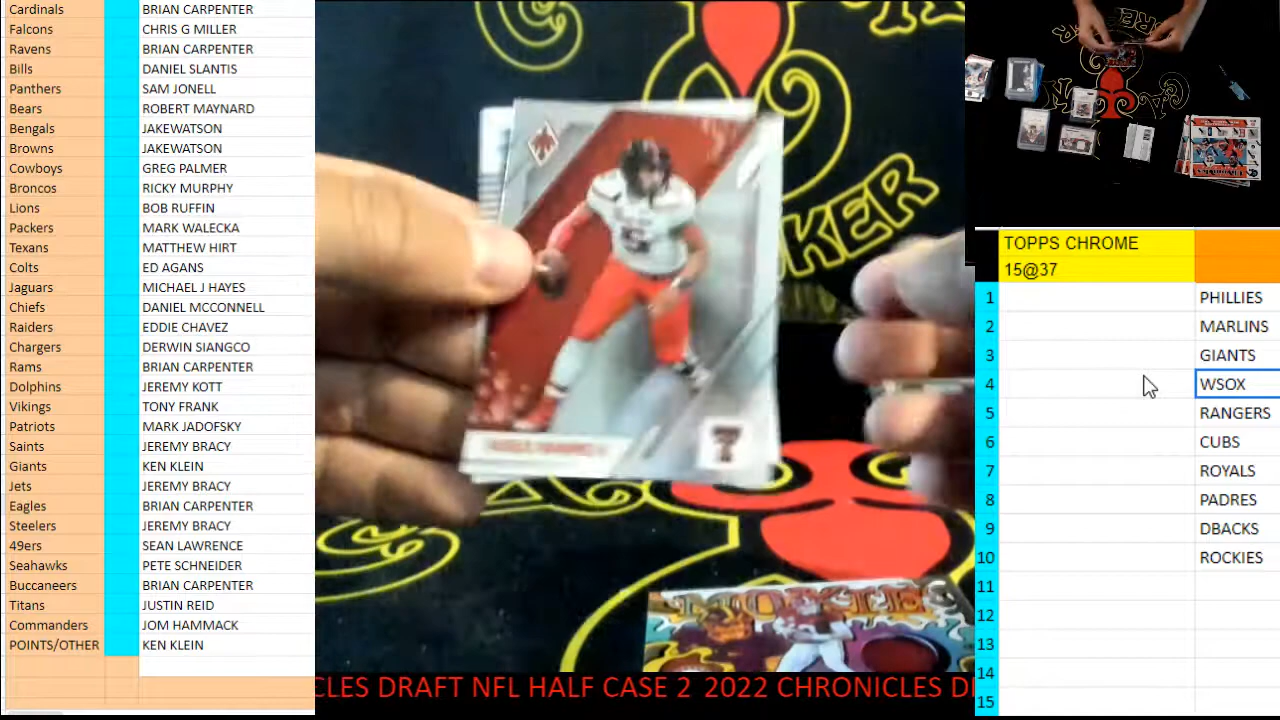 Cardinals BRIAN CARPENTER
Falcons CHRIS G MILLER
Ravens BRIAN CARPENTER
Bills DANIEL SLANTIS
Panthers SAM JONELL
Bears ROBERT MAYNARD
Bengals JAKEWATSON
Browns JAKEWATSON
Cowboys GREG PALMER
Broncos RICKY MURPHY
Lions BOB RUFFIN
Packers MARK WALECKA
Texans MATTHEW HIRT
Colts ED AGANS
Jaguars MICHAEL J HAYES
Chiefs DANIEL MCCONNELL
Raiders EDDIE CHAVEZ
Chargers DERWIN SIANGCO
Rams BRIAN CARPENTER
Dolphins JEREMY KOTT
Vikings TONY FRANK
Patriots MARK JADOFSKY
Saints JEREMY BRACY
Giants KEN KLEIN
Jets JEREMY BRACY
Eagles BRIAN CARPENTER
Steelers JEREMY BRACY
49ers SEAN LAWRENCE
Seahawks PETE SCHNEIDER
Buccaneers BRIAN CARPENTER
Titans JUSTIN REID
Commanders JOM HAMMACK
POINTS/OTHER KEN KLEIN
KER
CLES DRAFT NFL HALF CASE 2 2022 CHRONICLES D
TOPPS CHROME
15@37
1 PHILLIES
2 MARLINS
3 GIANTS
4 WSOX
5 RANGERS
6 CUBS
7 ROYALS
8 PADRES
9 DBACKS
10 ROCKIES
11
12
13
14
15